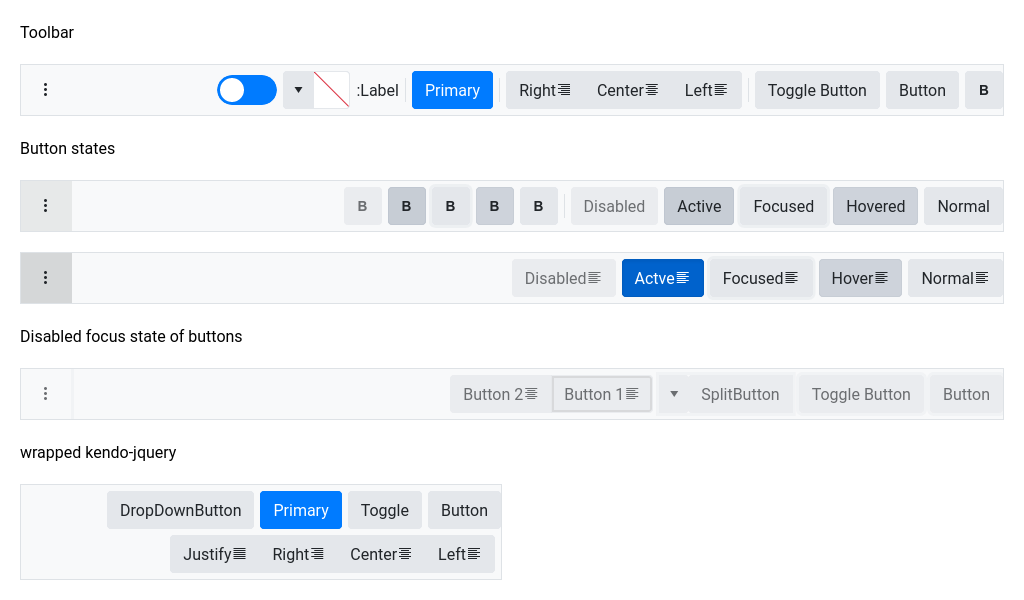 Toolbar
:Label Primary Right Center Left Toggle Button Button B
Button states
B B B B B Disabled Active Focused Hovered Normal
Disabled Actve Focused Hover Normal
Disabled focus state of buttons
Button 2 Button 1 SplitButton Toggle Button Button
wrapped kendo-jquery
DropDownButton Primary Toggle Button
Justify Right Center Left